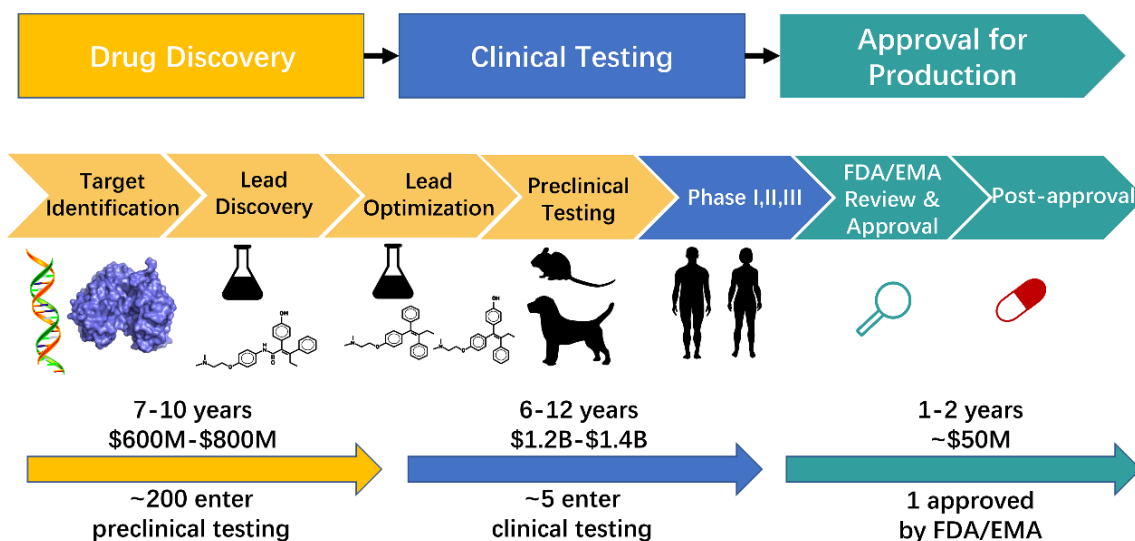 Drug Discovery
Clinical Testing
Approval for
Production
Target
Identification
Lead
Discovery
Lead
Optimization
Preclinical
Testing
Phase I,II,III
FDA/EMA
Review &
Approval
Post-approval
OH
N
O
H
N
O
N
O
OH
N
O
7-10 years
$600M-$800M
~200 enter
preclinical testing
6-12 years
$1.2B-$1.4B
~5 enter
clinical testing
1-2 years
~$50M
1 approved
by FDA/EMA